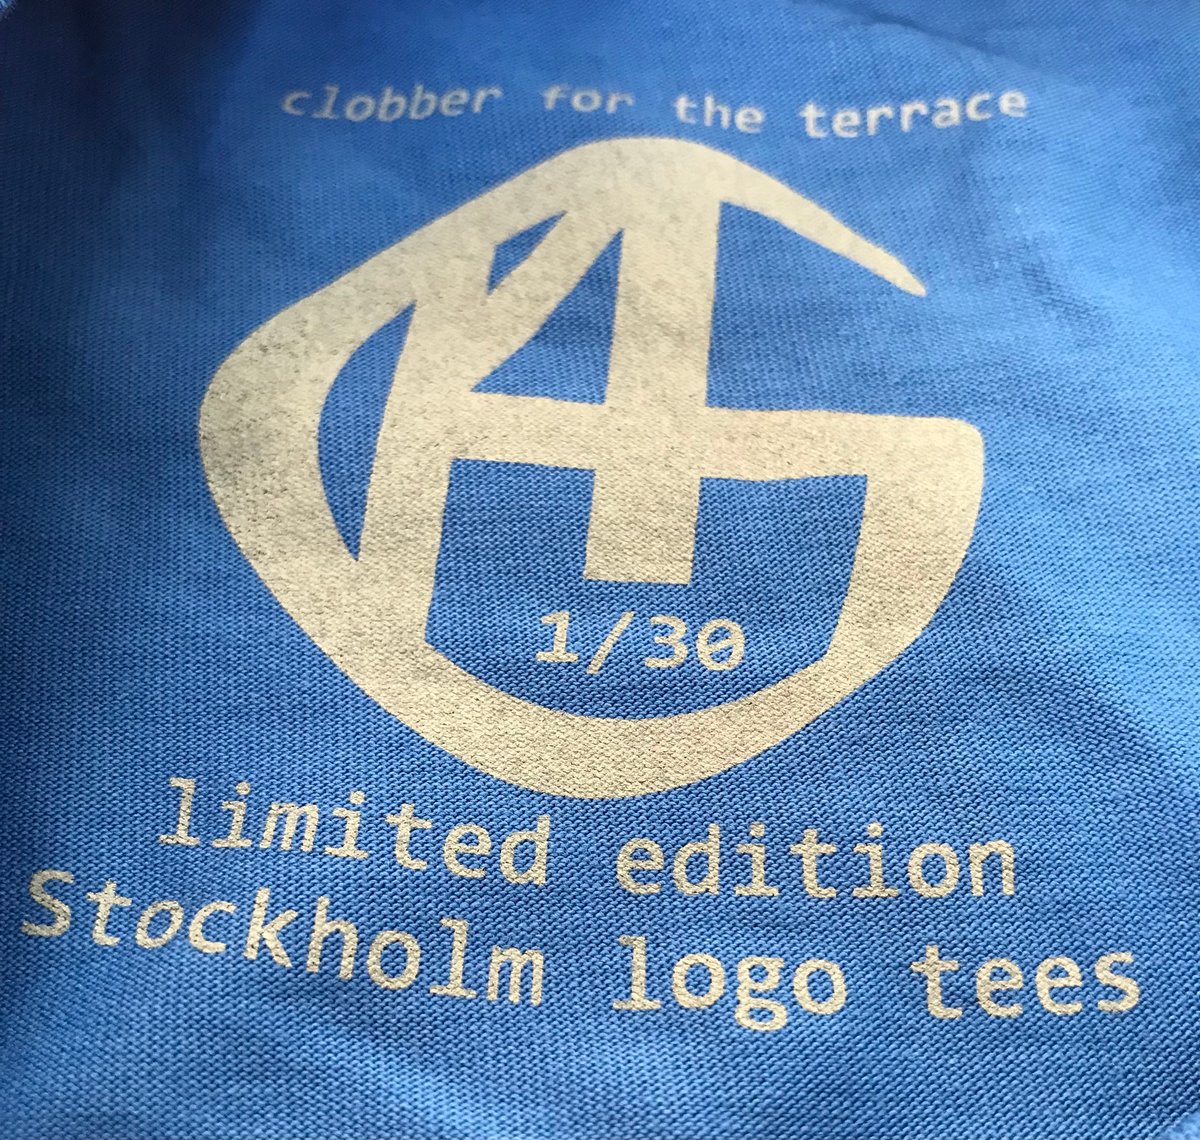 clobber for the terrace
1/30
limited edition
Stockholm logo tees